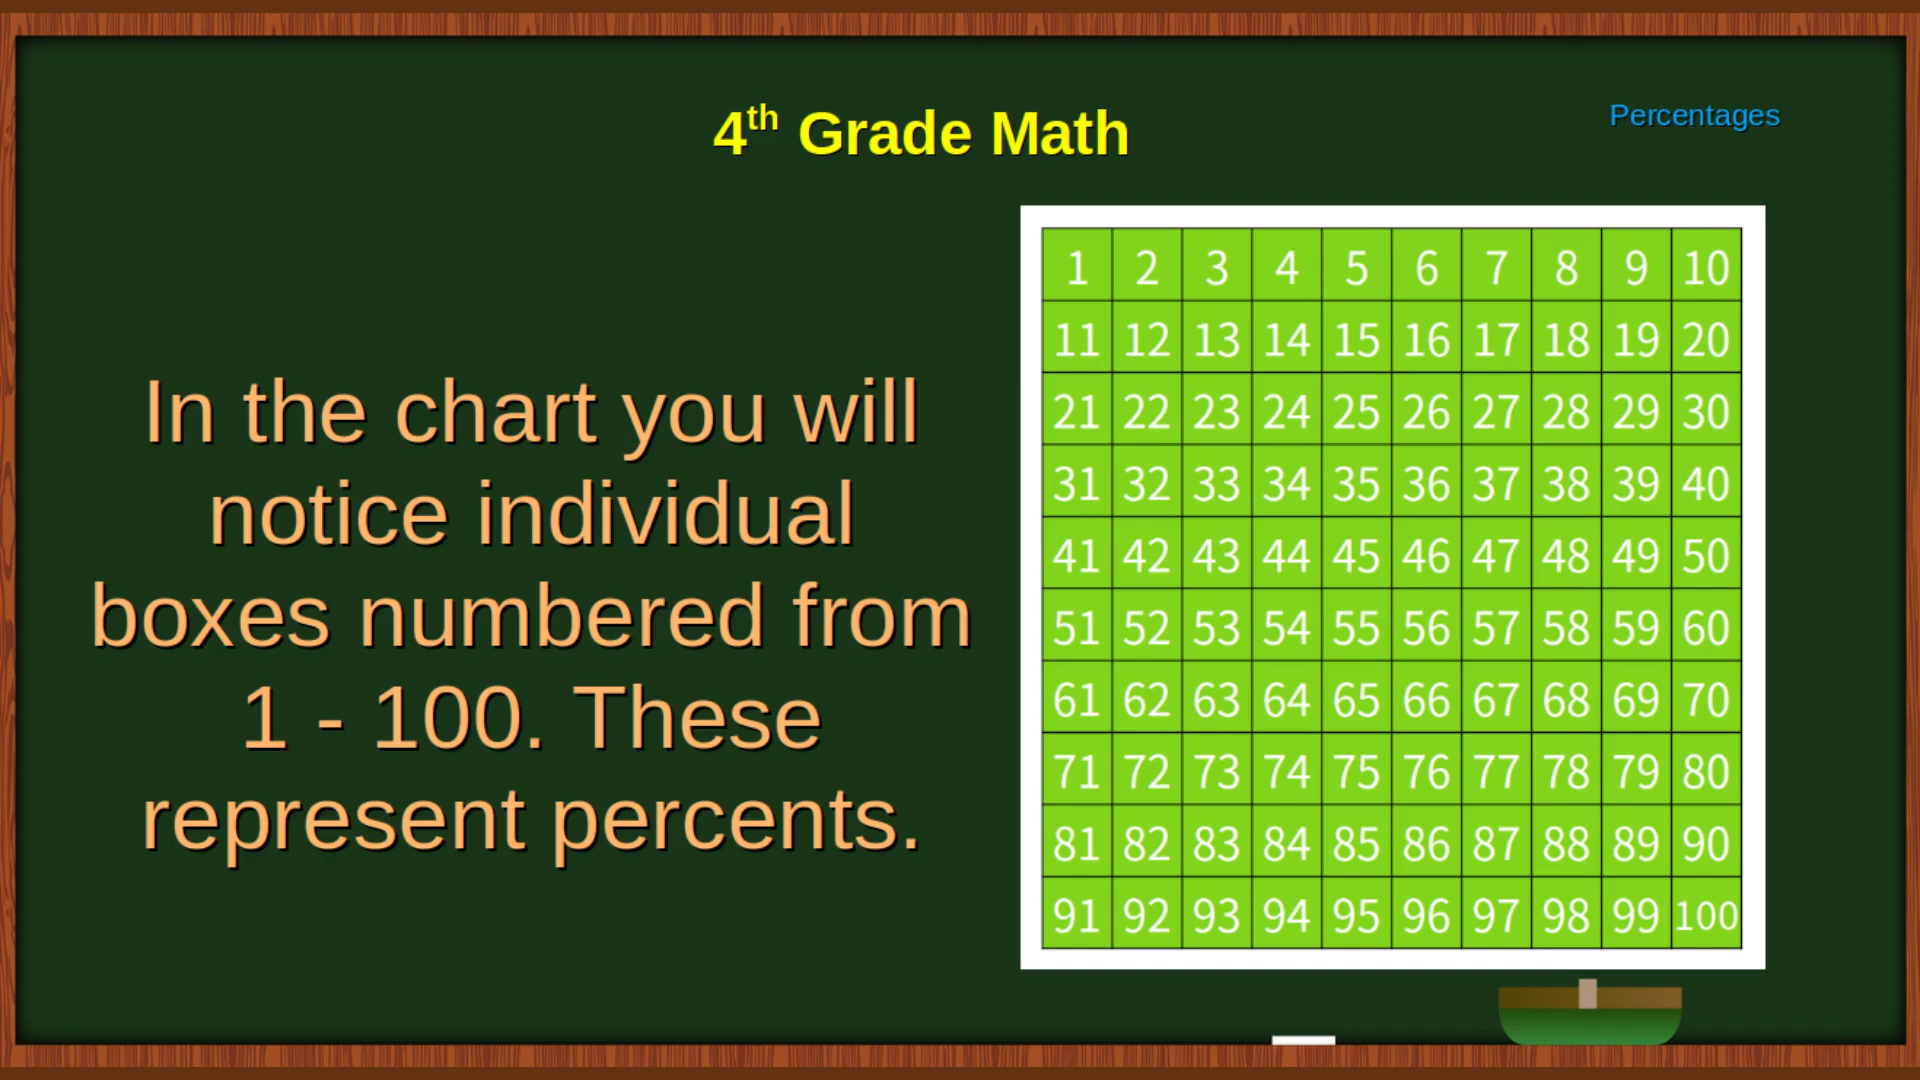 4th Grade Math
Percentages
In the chart you will
notice individual
boxes numbered from
1 - 100. These
represent percents.
1 2 3 4 5 6 7 8 9 10
11 12 13 14 15 16 17 18 19 20
21 22 23 24 25 26 27 28 29 30
31 32 33 34 35 36 37 38 39 40
41 42 43 44 45 46 47 48 49 50
51 52 53 54 55 56 57 58 59 60
61 62 63 64 65 66 67 68 69 70
71 72 73 74 75 76 77 78 79 80
81 82 83 84 85 86 87 88 89 90
91 92 93 94 95 96 97 98 99 100